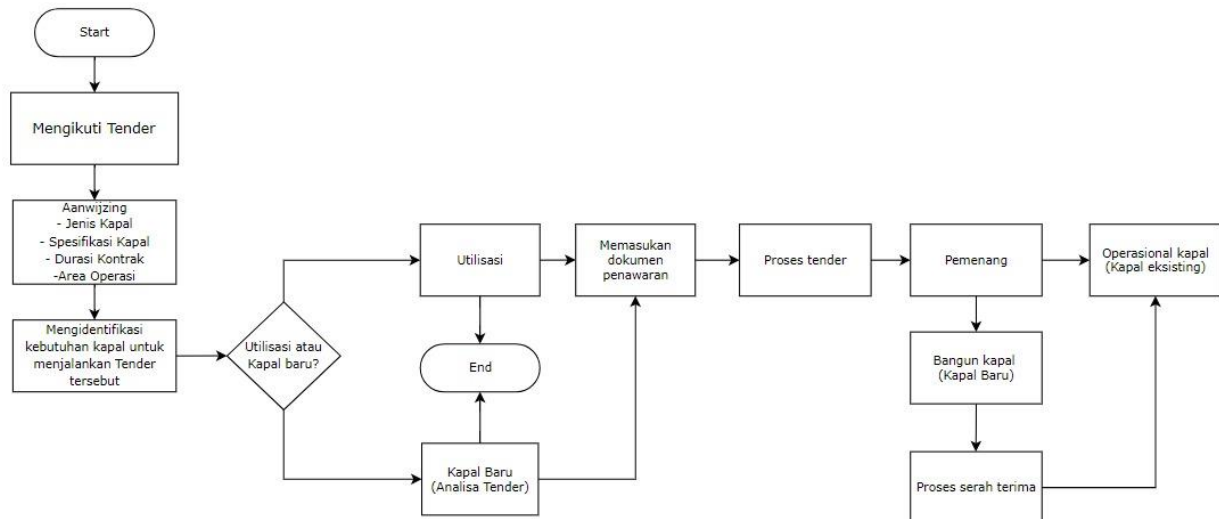 Start
Mengikuti Tender
Aanwijzing
- Jenis Kapal
- Spesifikasi Kapal
- Durasi Kontrak
-Area Operasi
Mengidentifikasi
kebutuhan kapal untuk
menjalankan Tender
tersebut
Utilisasi atau
Kapal baru?
Utilisasi
End
Kapal Baru
(Analisa Tender)
Memasukan
dokumen
penawaran
Proses tender
Pemenang
Bangun kapal
(Kapal Baru)
Proses serah terima
Operasional kapal
(Kapal eksisting)